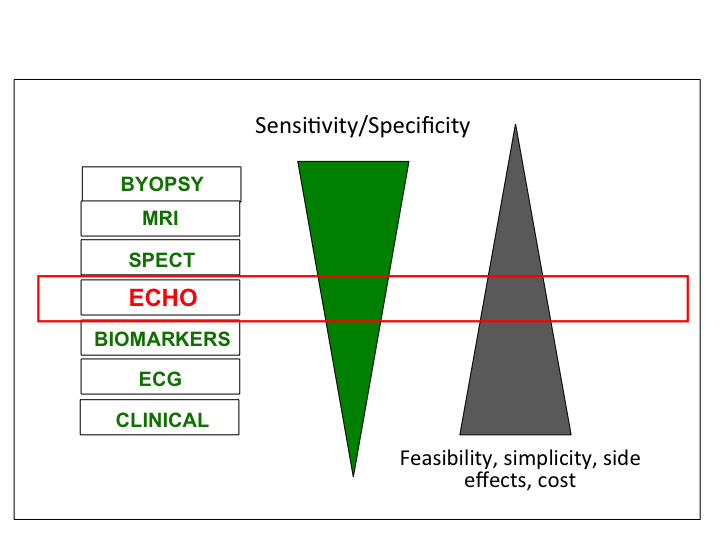 Sensitivity/Specificity
BYOPSY
MRI
SPECT
ECHO
BIOMARKERS
ECG
CLINICAL
Feasibility, simplicity, side
effects, cost